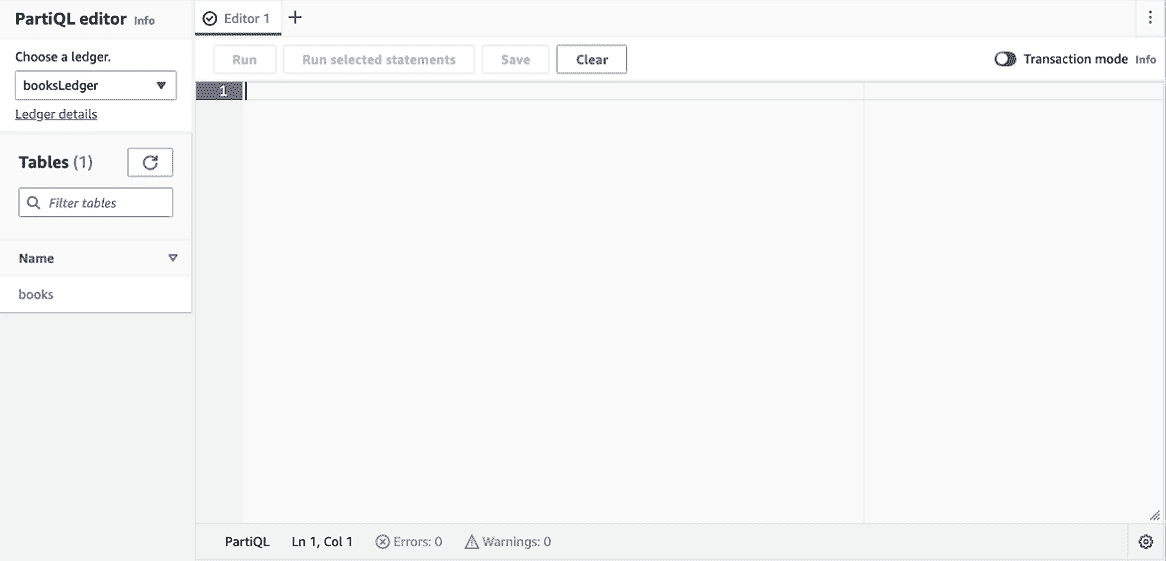 PartiQL editor Info
Choose a ledger.
booksLedger
Ledger details
Tables (1)
Filter tables
Name
books
Editor 1
Run Run selected statements Save Clear Transaction mode Info
1
PartiQL Ln 1, Col 1 Errors: 0 Warnings: 0